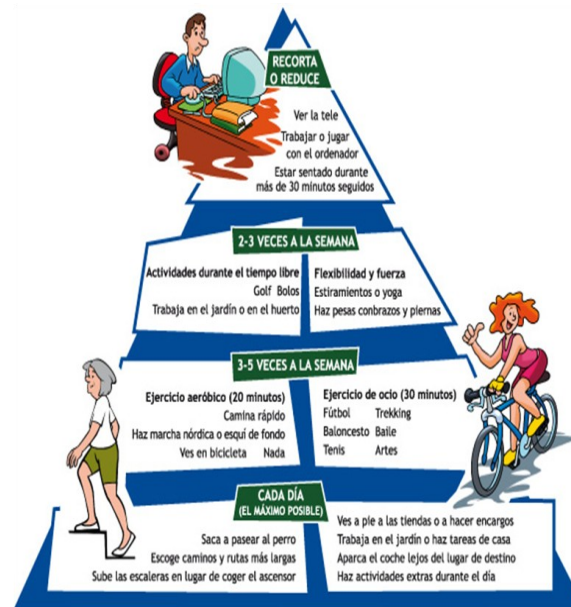 RECORTA
O REDUCE
Ver la tele
Trabajar o jugar
con el ordenador
Estar sentado durante
más de 30 minutos seguidos
2-3 VECES A LA SEMANA
Actividades durante el tiempo libre
Golf Bolos
Trabaja en el jardín o en el huerto
Flexibilidad y fuerza
Estiramientos o yoga
Haz pesas conbrazos y piernas
3-5 VECES A LA SEMANA
Ejercicio aeróbico (20 minutos)
Camina rápido
Haz marcha nórdica o esquí de fondo
Ves en bicicleta Nada
Ejercicio de ocio (30 minutos)
Fútbol Trekking
Baloncesto Baile
Tenis Artes
CADA DÍA
(EL MÁXIMO POSIBLE)
Saca a pasear al perro
Escoge caminos y rutas más largas
Sube las escaleras en lugar de coger el ascensor
Ves a pie a las tiendas o a hacer encargos
Trabaja en el jardín o haz tareas de casa
Aparca el coche lejos del lugar de destino
Haz actividades extras durante el día